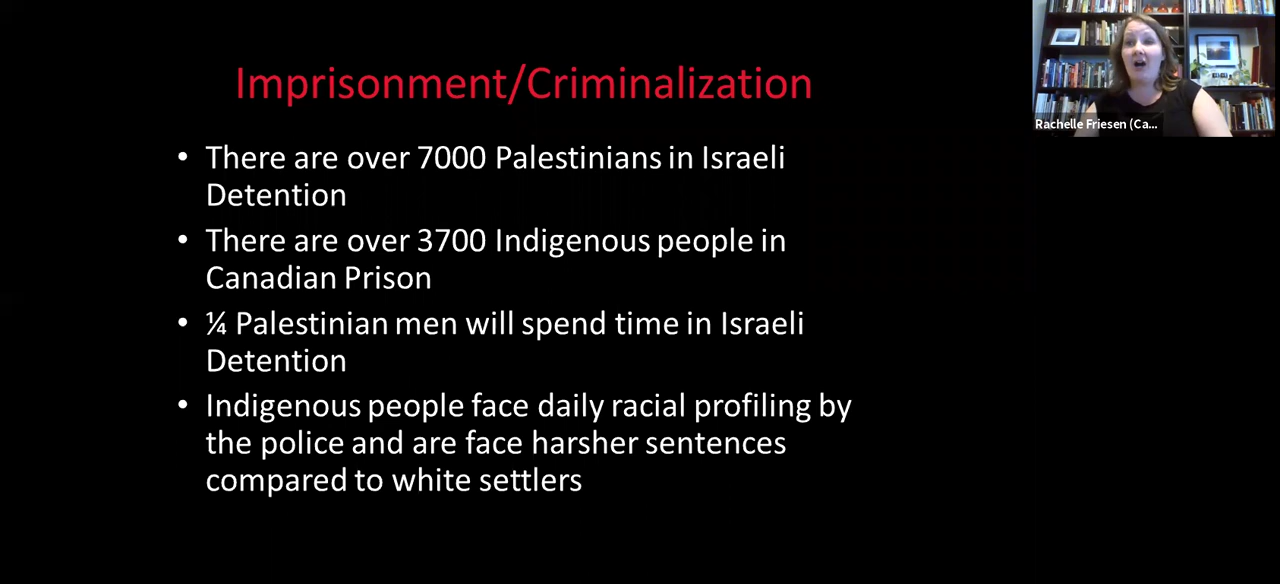 Imprisonment/Criminalization
• There are over 7000 Palestinians in Israeli
Detention
• There are over 3700 Indigenous people in
Canadian Prison
• ¼ Palestinian men will spend time in Israeli
Detention
• Indigenous people face daily racial profiling by
the police and are face harsher sentences
compared to white settlers
Rachelle Friesen (Ca...